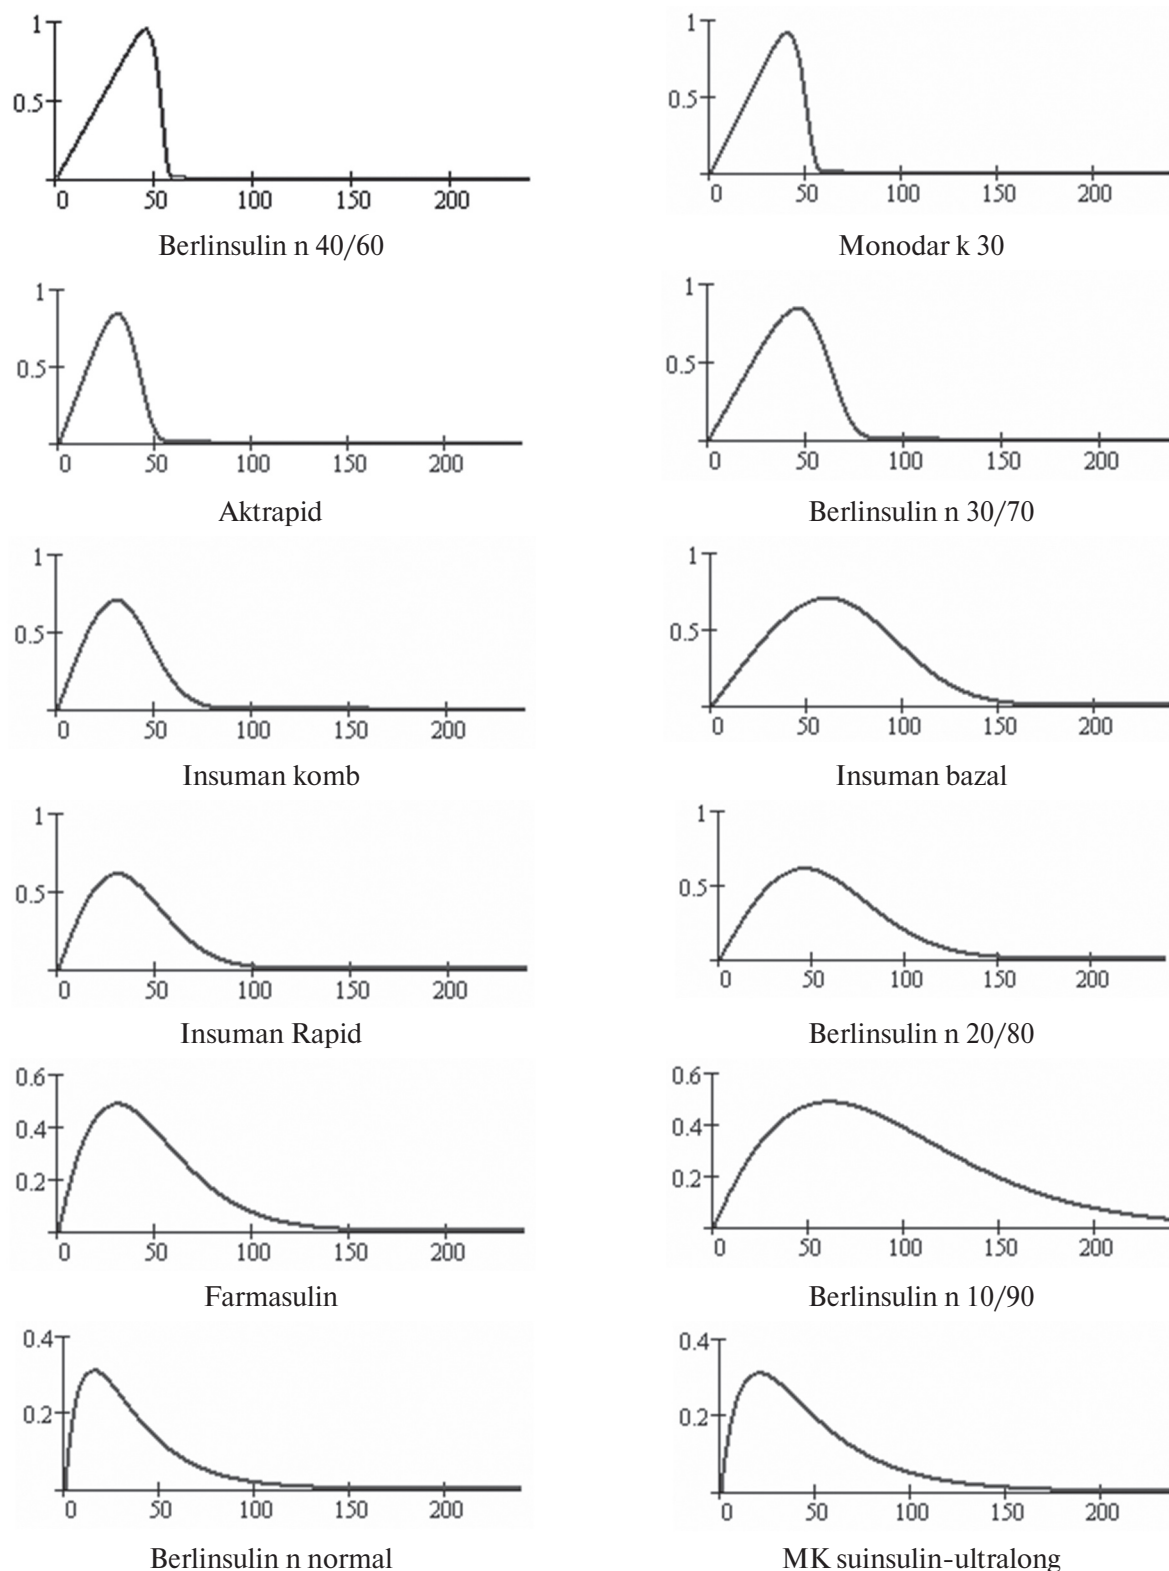 1
0.5
0 50 100 150 200
Berlinsulin n 40/60
1
0.5
0 50 100 150 200
Monodar k 30
1
0.5
0 50 100 150 200
Aktrapid
1
0.5
0 50 100 150 200
Berlinsulin n 30/70
1
0.5
0 50 100 150 200
Insuman komb
1
0.5
0 50 100 150 200
Insuman bazal
1
0.5
0 50 100 150 200
Insuman Rapid
1
0.5
0 50 100 150 200
Berlinsulin n 20/80
0.6
0.4
0.2
0 50 100 150 200
Farmasulin
0.6
0.4
0.2
0 50 100 150 200
Berlinsulin n 10/90
0.4
0.2
0 50 100 150 200
Berlinsulin n normal
0.4
0.2
0 50 100 150 200
MK suinsulin-ultralong